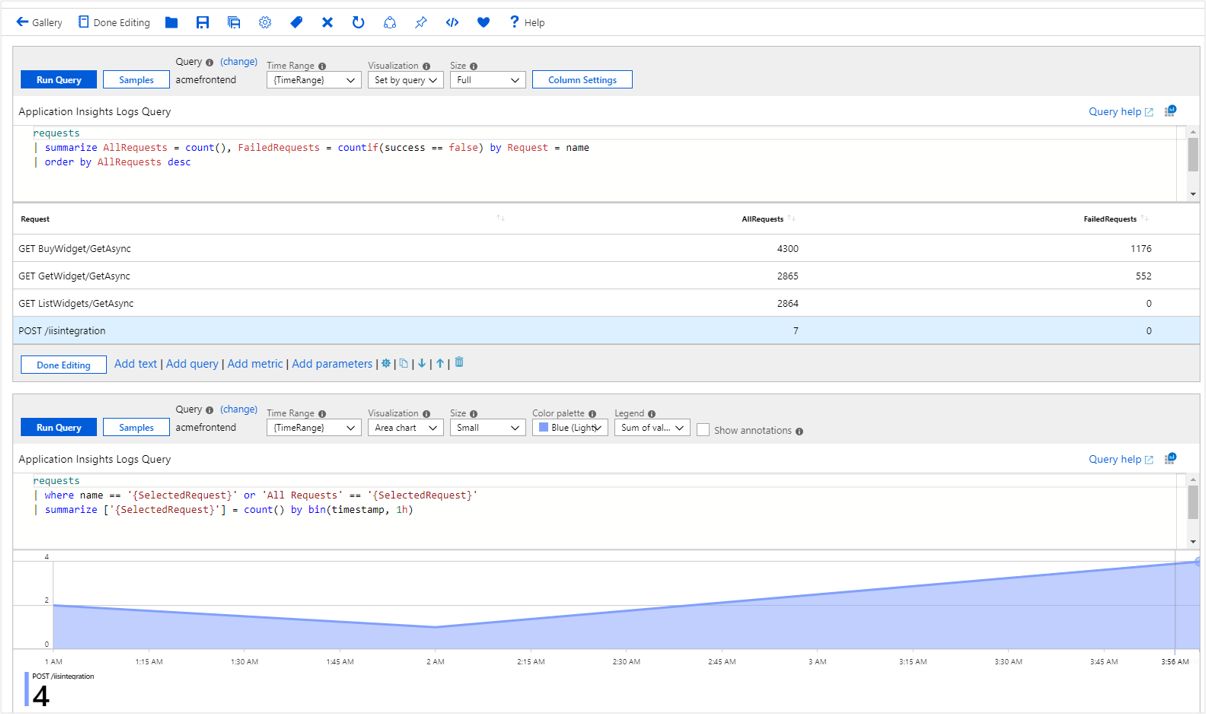 Gallery Done Editing Help
Query (change) Time Range Visualization Size
Run Query Samples acmefrontend {TimeRange} Set by query Full Column Settings
Application Insights Logs Query Query help
requests
| summarize AllRequests = count(), FailedRequests = countif(success == false) by Request = name
| order by AllRequests desc
Request AllRequests FailedRequests
GET BuyWidget/GetAsync 4300 1176
GET GetWidget/GetAsync 2865 552
GET ListWidgets/GetAsync 2864 0
POST /iisintegration 7 0
Done Editing Add text | Add query | Add metric | Add parameters | | | | |
Query (change) Time Range Visualization Size Color palette Legend
Run Query Samples acmefrontend {TimeRange} Area chart Small Blue (Light) Sum of val... Show annotations
Application Insights Logs Query Query help
requests
| where name == '{SelectedRequest}' or 'All Requests' == '{SelectedRequest}'
| summarize ['{SelectedRequest}'] = count() by bin(timestamp, 1h)
4
2
0
1 AM 1:15 AM 1:30 AM 1:45 AM 2 AM 2:15 AM 2:30 AM 2:45 AM 3 AM 3:15 AM 3:30 AM 3:45 AM 3:56 AM
POST /iisintegration
4